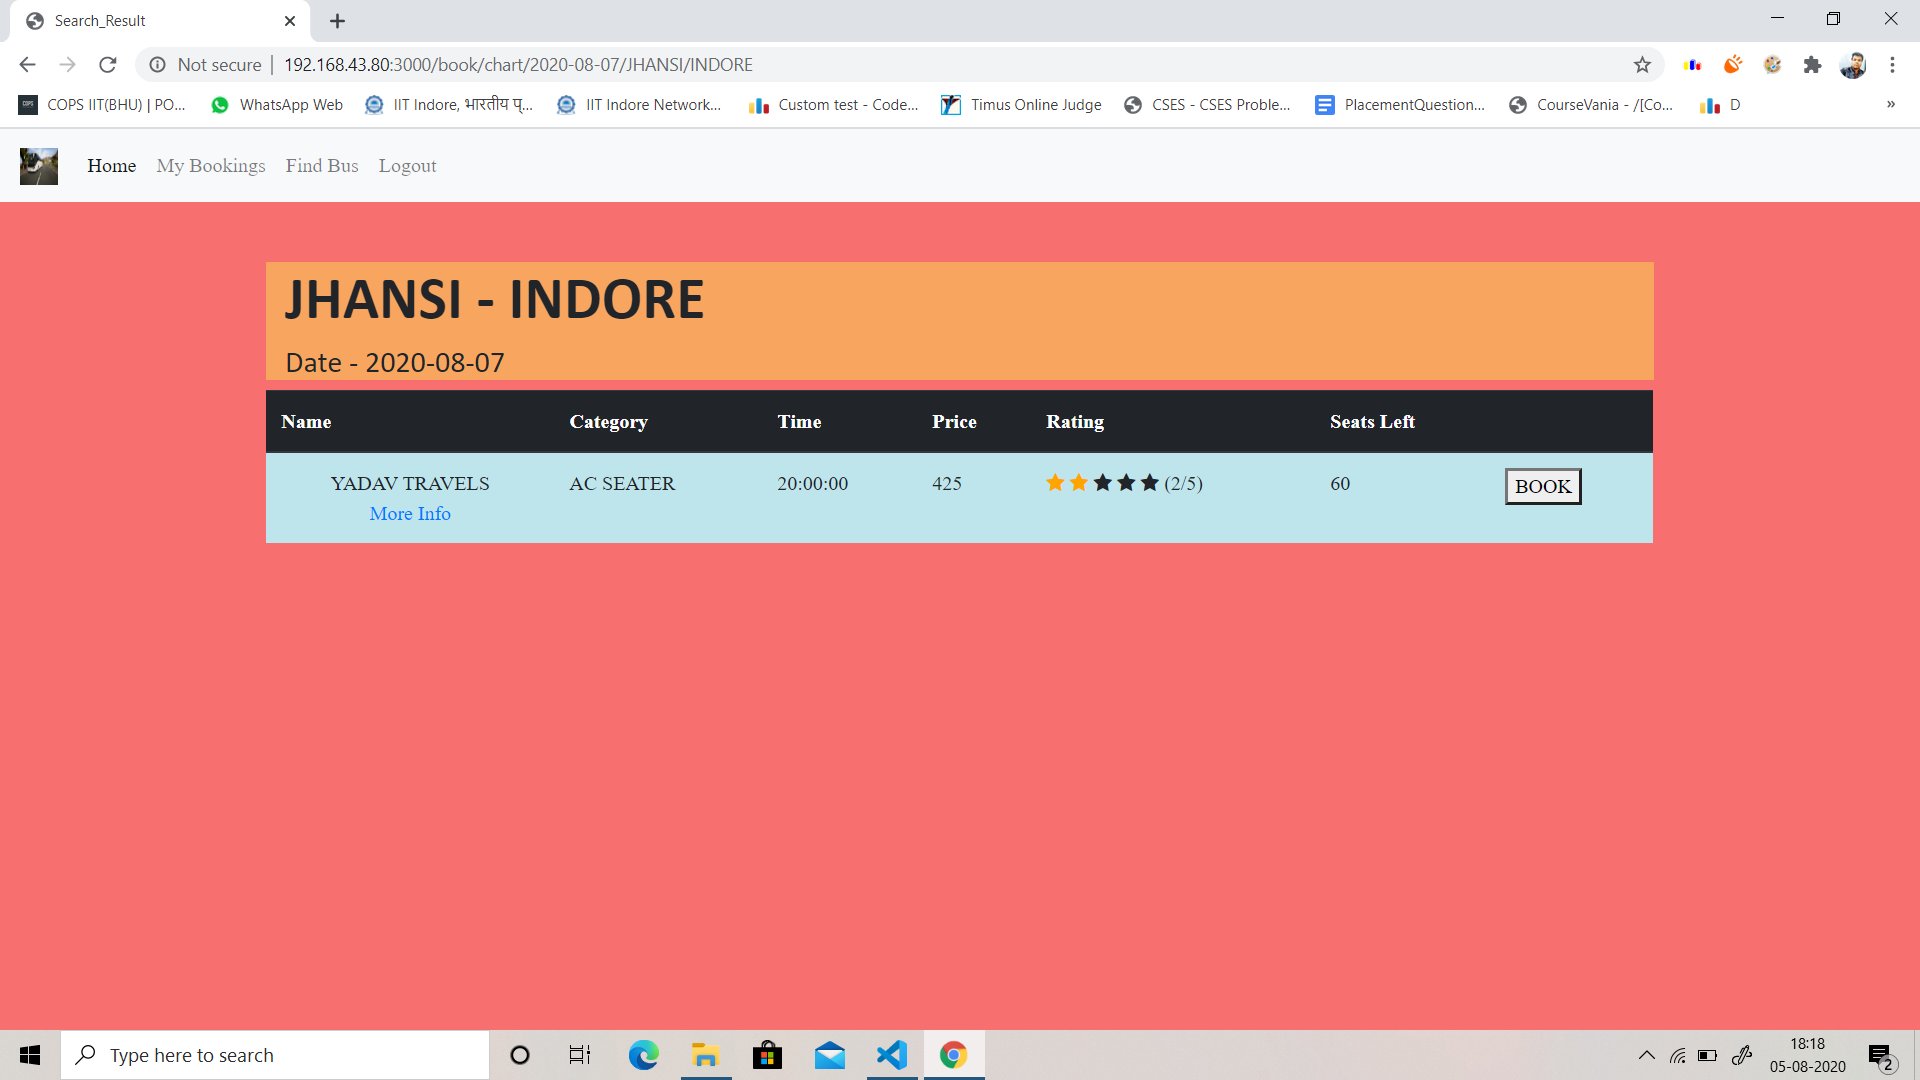 Search_Result
Not secure | 192.168.43.80:3000/book/chart/2020-08-07/JHANSI/INDORE
COPS IIT(BHU) | PO... WhatsApp Web IIT Indore, भारतीय प्... IIT Indore Network... Custom test - Code... Timus Online Judge CSES - CSES Proble... PlacementQuestion... CourseVania - /[Co... D »
Home My Bookings Find Bus Logout
JHANSI - INDORE
Date - 2020-08-07
Name Category Time Price Rating Seats Left
YADAV TRAVELS AC SEATER 20:00:00 425 (2/5) 60 BOOK
More Info
Type here to search
18:18
05-08-2020
2